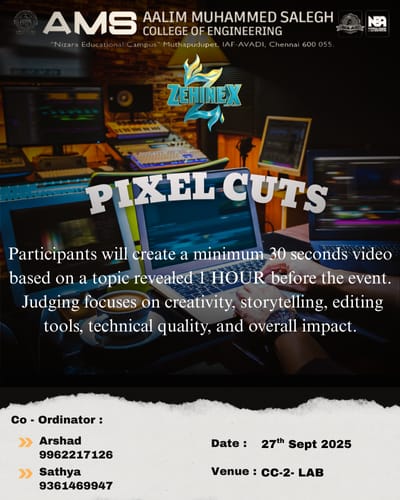 AMS AALIM MUHAMMED SALEGH
COLLEGE OF ENGINEERING
"Nizara Educational Campus" Muthapudupet, IAF-AVADI, Chennai 600 055.
NBA
ZEHINEX
PIXEL CUTS
Participants will create a minimum 30 seconds video
based on a topic revealed 1 HOUR before the event.
Judging focuses on creativity, storytelling, editing
tools, technical quality, and overall impact.
Co - Ordinator :
Arshad
9962217126
Sathya
9361469947
Date : 27th Sept 2025
Venue : CC-2- LAB